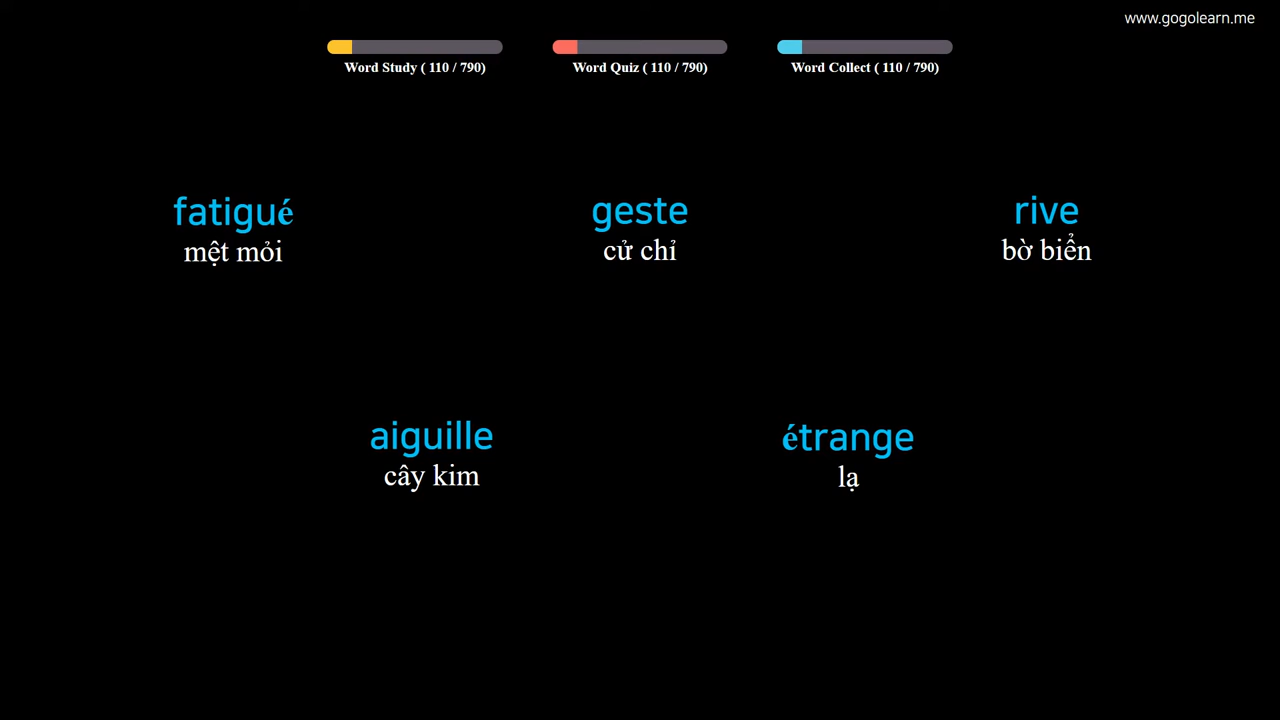 www.gogolearn.me
Word Study ( 110 / 790)
Word Quiz ( 110 / 790)
Word Collect ( 110 / 790)
fatigué
mệt mỏi
geste
cử chỉ
rive
bờ biển
aiguille
cây kim
étrange
lạ